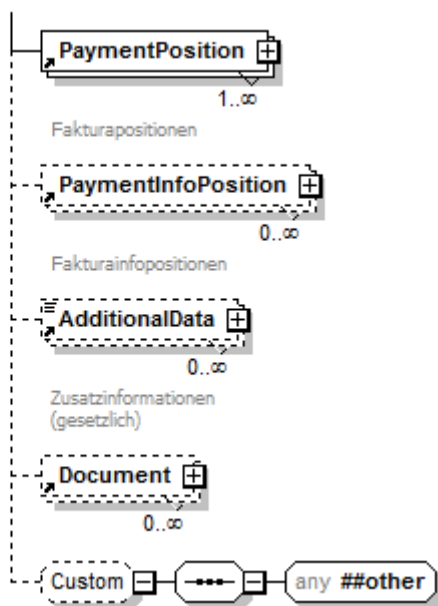 PaymentPosition
1..∞
Fakturapositionen
PaymentInfoPosition
0..∞
Fakturainfopositionen
AdditionalData
0..∞
Zusatzinformationen
(gesetzlich)
Document
0..∞
Custom any ##other